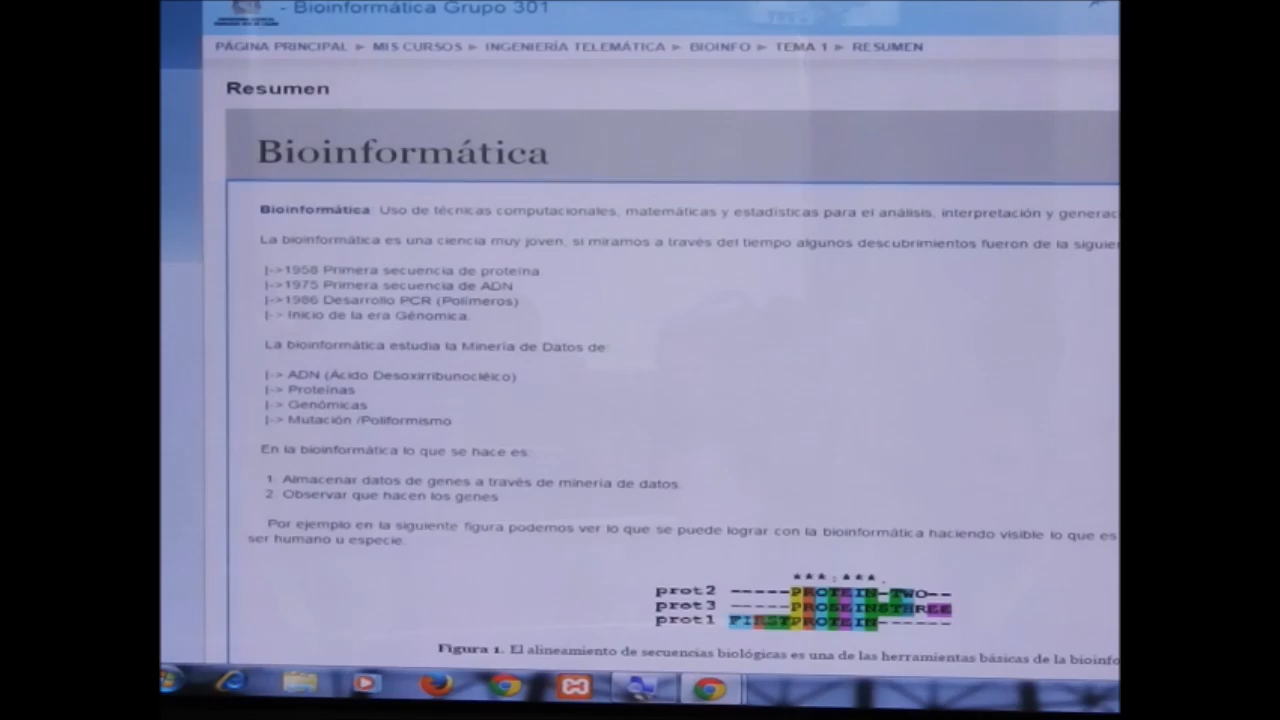 - Bioinformática Grupo 301
PÁGINA PRINCIPAL ► MIS CURSOS ► INGENIERÍA TELEMÁTICA ► BIOINFO ► TEMA 1 ► RESUMEN
Resumen
Bioinformática
Bioinformática: Uso de técnicas computacionales, matemáticas y estadísticas para el análisis, interpretación y generac
La bioinformática es una ciencia muy joven, si miramos a través del tiempo algunos descubrimientos fueron de la siguien
|->1958 Primera secuencia de proteína
|->1975 Primera secuencia de ADN
|->1986 Desarrollo PCR (Polímeros)
|-> Inicio de la era Génomica.
La bioinformática estudia la Minería de Datos de:
|-> ADN (Ácido Desoxirribunocléico)
|-> Proteínas
|-> Genómicas
|-> Mutación /Poliformismo
En la bioinformática lo que se hace es:
1. Almacenar datos de genes a través de minería de datos.
2. Observar que hacen los genes
Por ejemplo en la siguiente figura podemos ver lo que se puede lograr con la bioinformática haciendo visible lo que es
ser humano u especie.
***:***.
prot2 -----PROTEIN-TWO--
prot3 -----PROSEINSTHREE
prot1 FIRSTPROTEIN------
Figura 1. El alineamiento de secuencias biológicas es una de las herramientas básicas de la bioinfo